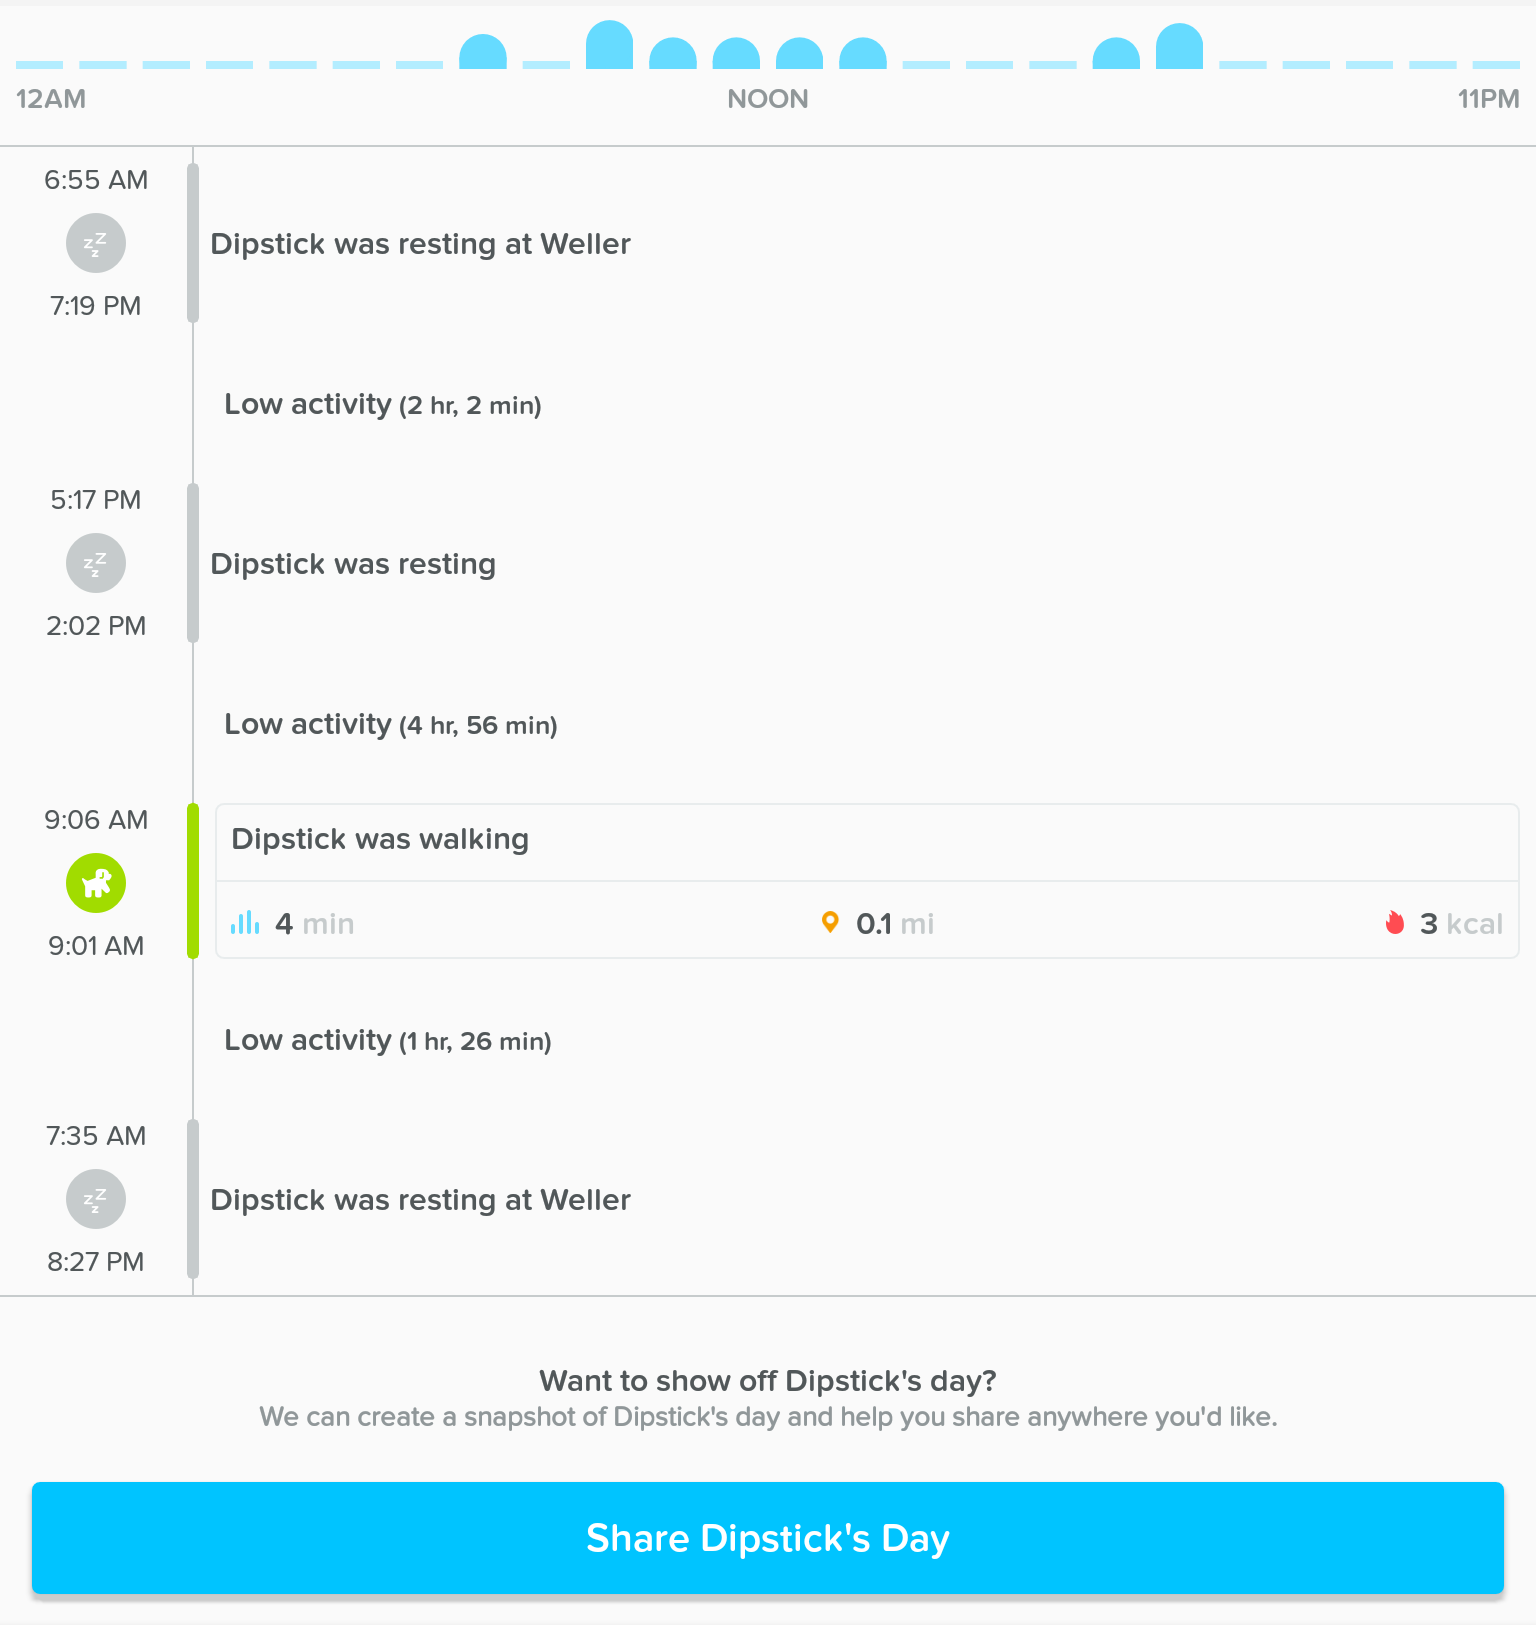 12AM NOON 11PM
6:55 AM
Dipstick was resting at Weller
7:19 PM
Low activity (2 hr, 2 min)
5:17 PM
Dipstick was resting
2:02 PM
Low activity (4 hr, 56 min)
9:06 AM
Dipstick was walking
4 min 0.1 mi 3 kcal
9:01 AM
Low activity (1 hr, 26 min)
7:35 AM
Dipstick was resting at Weller
8:27 PM
Want to show off Dipstick's day?
We can create a snapshot of Dipstick's day and help you share anywhere you'd like.
Share Dipstick's Day